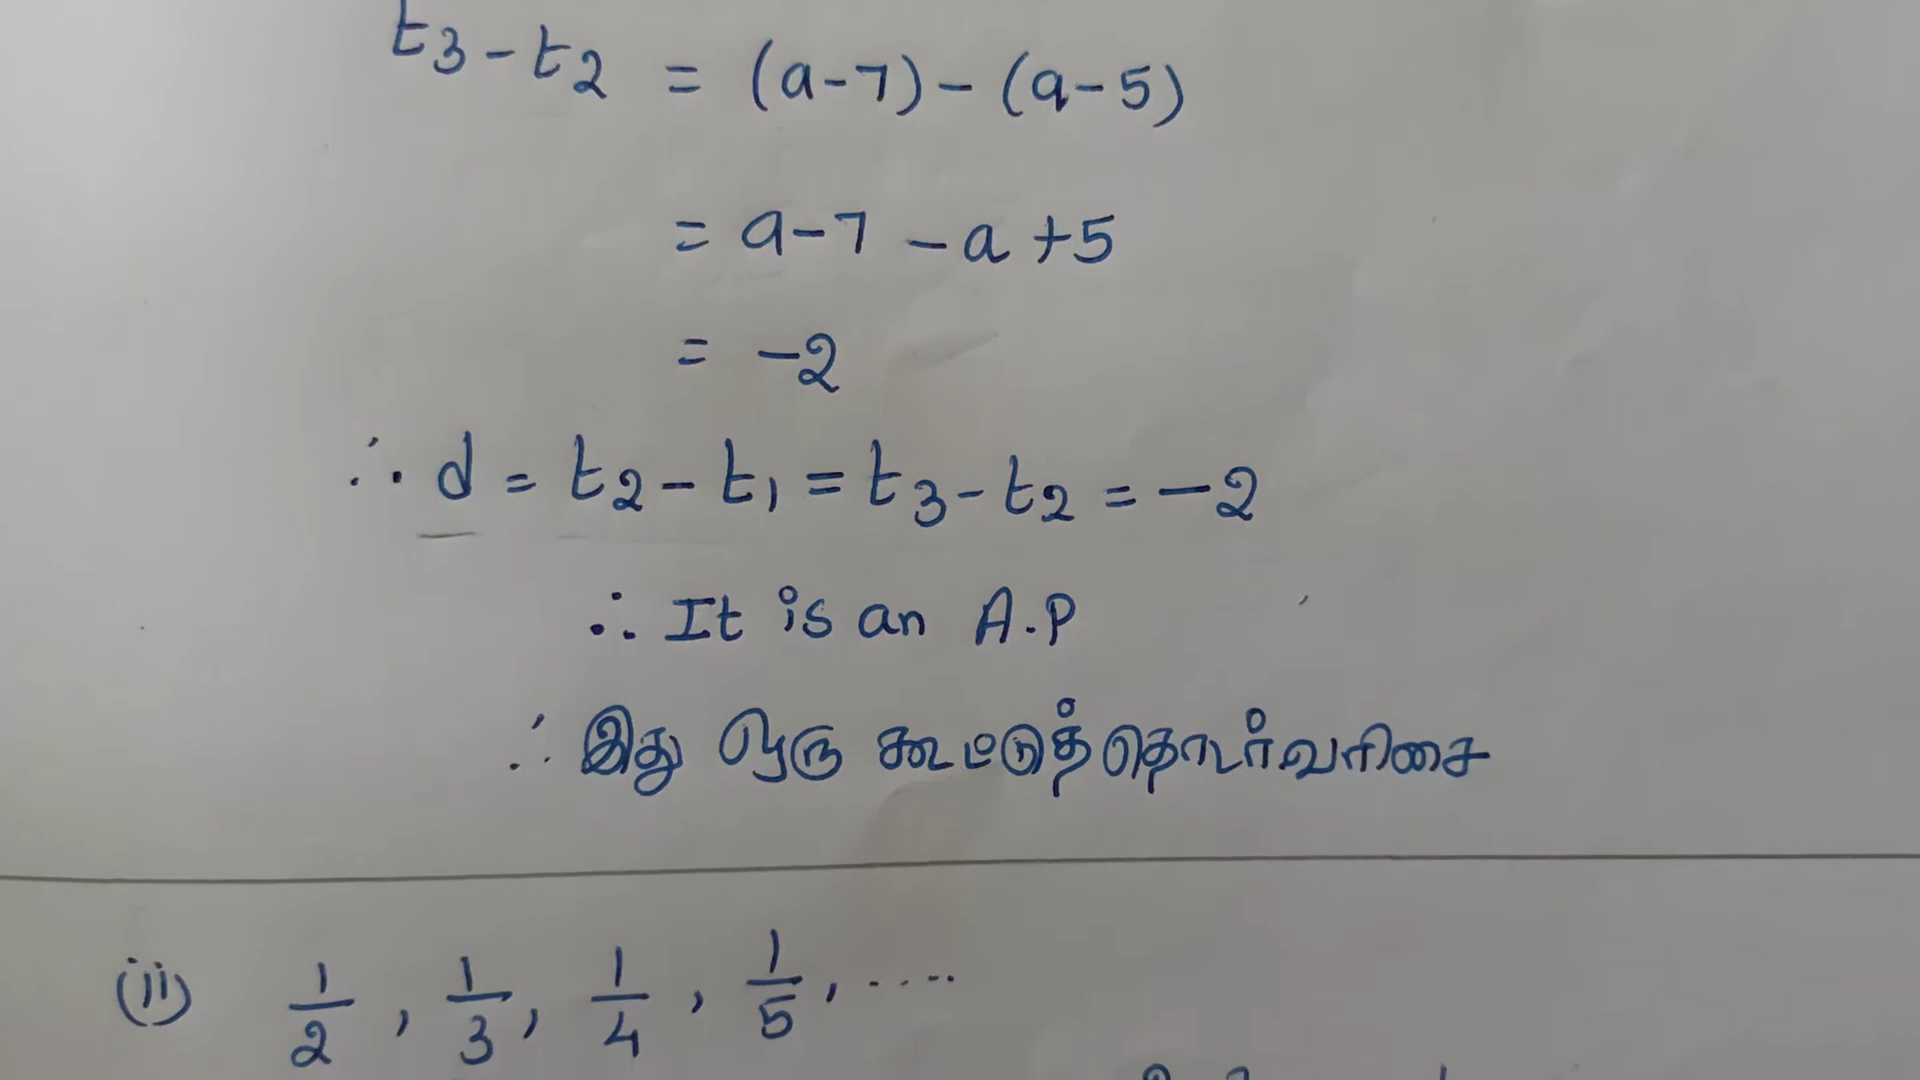 t₃ - t₂ = (a-7) - (a-5)
= a-7 -a +5
= -2
∴ d = t₂ - t₁ = t₃ - t₂ = -2
∴ It is an A.P
∴ இது ஒரு கூட்டுத்தொடர்வரிசை
(ii) 1/2, 1/3, 1/4, 1/5, ....